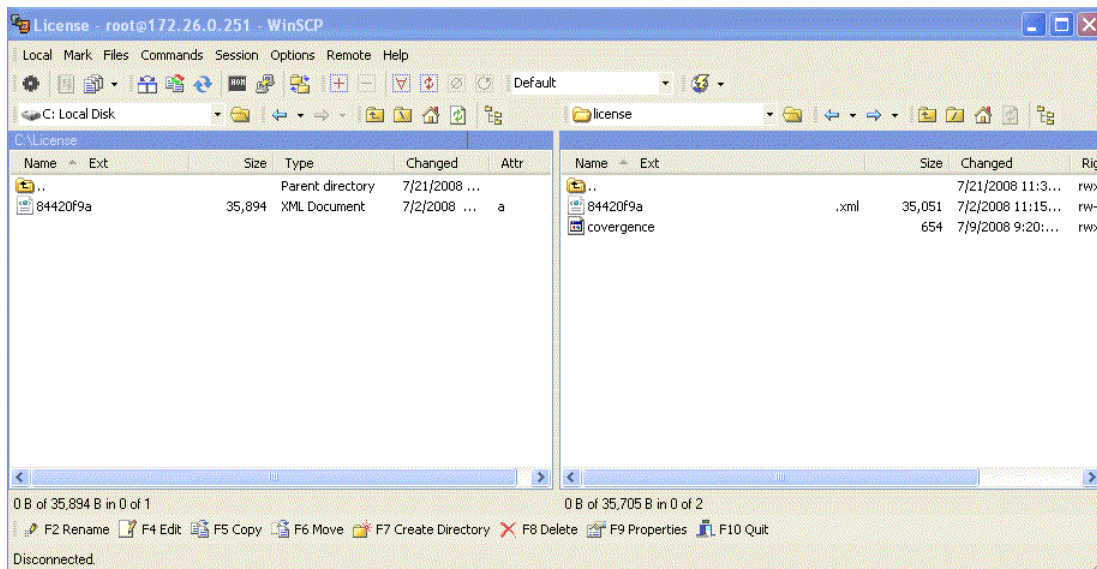 License - root@172.26.0.251 - WinSCP
Local Mark Files Commands Session Options Remote Help
Default
C: Local Disk
license
C:\License
Name Ext Size Type Changed Attr
Name Ext Size Changed Rig
.. Parent directory 7/21/2008 ...
.. 7/21/2008 11:3... rwx
84420f9a 35,894 XML Document 7/2/2008 ... a
84420f9a .xml 35,051 7/2/2008 11:15... rw-
covergence 654 7/9/2008 9:20:... rwx
0 B of 35,894 B in 0 of 1
0 B of 35,705 B in 0 of 2
F2 Rename F4 Edit F5 Copy F6 Move F7 Create Directory F8 Delete F9 Properties F10 Quit
Disconnected.